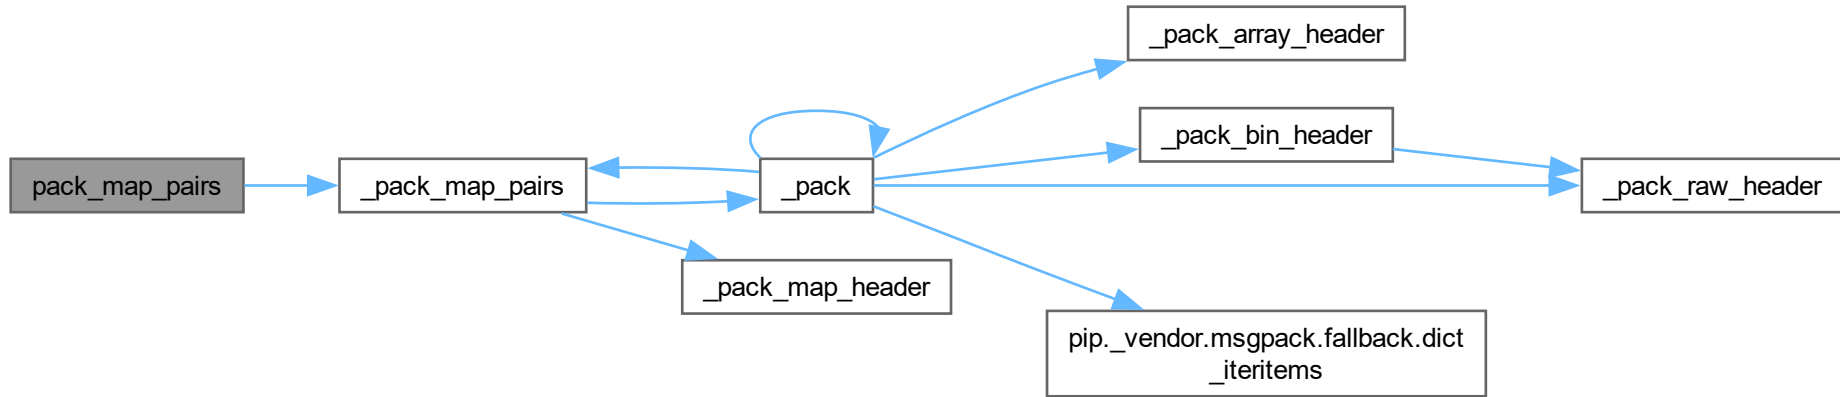 pack_map_pairs
_pack_map_pairs
_pack
_pack_map_header
_pack_array_header
_pack_bin_header
_pack_raw_header
pip._vendor.msgpack.fallback.dict
_iteritems